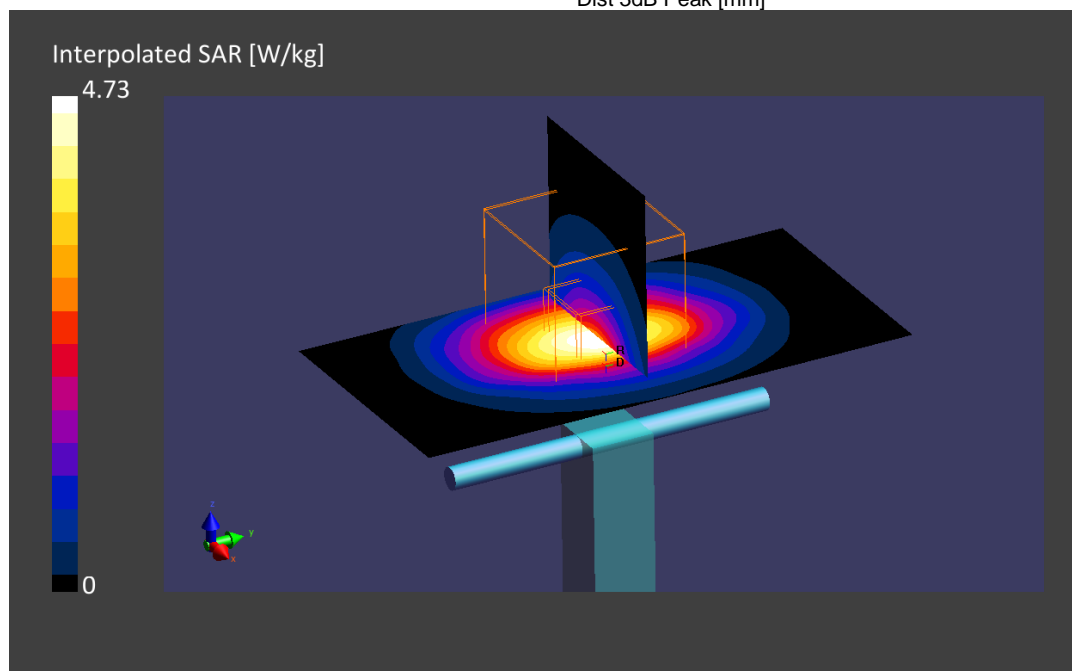 Dist 3dB Peak [mm]
Interpolated SAR [W/kg]
4.73
R
D
z
y
x
0